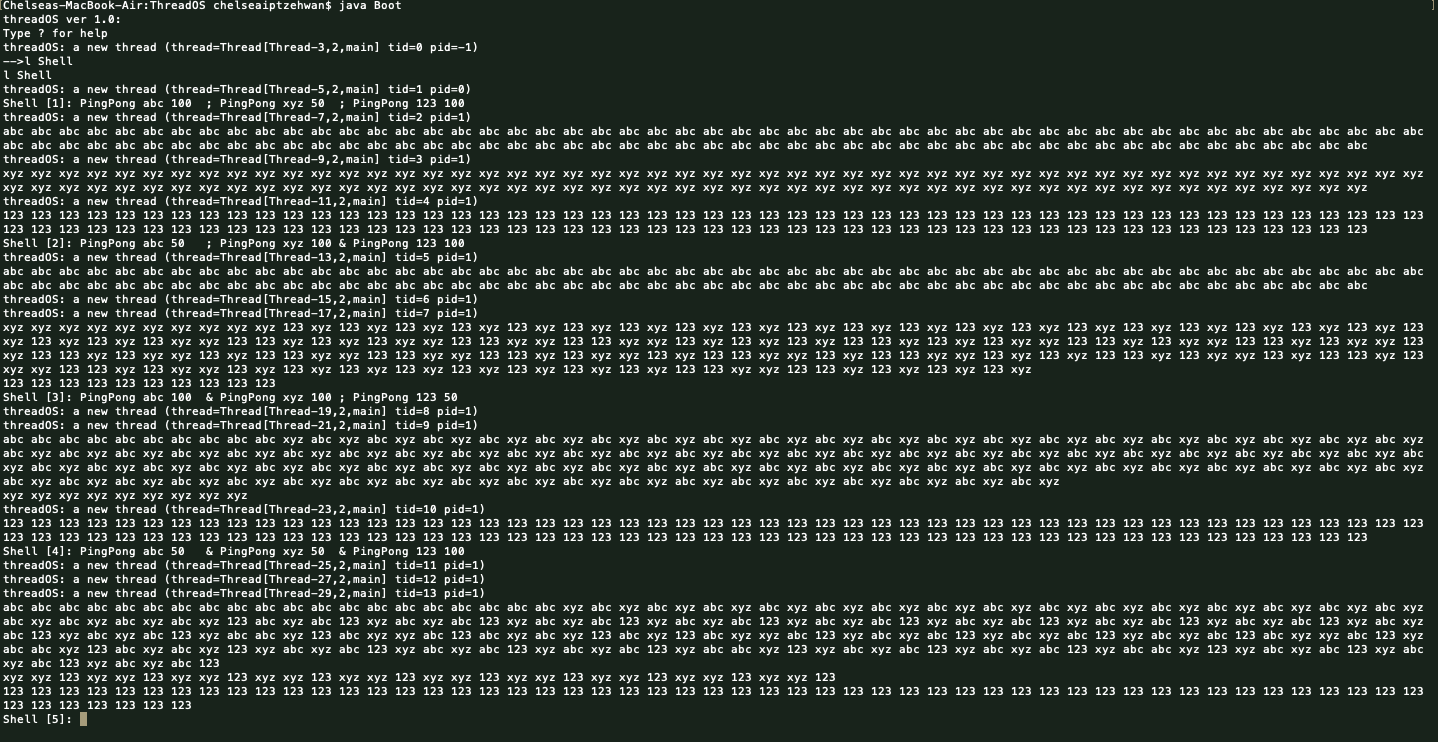 Chelseas-MacBook-Air:ThreadOS chelseaiptzehwan$ java Boot
threadOS ver 1.0:
Type ? for help
threadOS: a new thread (thread=Thread[Thread-3,2,main] tid=0 pid=-1)
-->l Shell
l Shell
threadOS: a new thread (thread=Thread[Thread-5,2,main] tid=1 pid=0)
Shell [1]: PingPong abc 100  ; PingPong xyz 50  ; PingPong 123 100
threadOS: a new thread (thread=Thread[Thread-7,2,main] tid=2 pid=1)
abc abc abc abc abc abc abc abc abc abc abc abc abc abc abc abc abc abc abc abc abc abc abc abc abc abc abc abc abc abc abc abc abc abc abc abc abc abc abc abc abc abc abc abc abc abc abc abc abc abc abc
abc abc abc abc abc abc abc abc abc abc abc abc abc abc abc abc abc abc abc abc abc abc abc abc abc abc abc abc abc abc abc abc abc abc abc abc abc abc abc abc abc abc abc abc abc abc abc abc abc
threadOS: a new thread (thread=Thread[Thread-9,2,main] tid=3 pid=1)
xyz xyz xyz xyz xyz xyz xyz xyz xyz xyz xyz xyz xyz xyz xyz xyz xyz xyz xyz xyz xyz xyz xyz xyz xyz xyz xyz xyz xyz xyz xyz xyz xyz xyz xyz xyz xyz xyz xyz xyz xyz xyz xyz xyz xyz xyz xyz xyz xyz xyz xyz
xyz xyz xyz xyz xyz xyz xyz xyz xyz xyz xyz xyz xyz xyz xyz xyz xyz xyz xyz xyz xyz xyz xyz xyz xyz xyz xyz xyz xyz xyz xyz xyz xyz xyz xyz xyz xyz xyz xyz xyz xyz xyz xyz xyz xyz xyz xyz xyz xyz
threadOS: a new thread (thread=Thread[Thread-11,2,main] tid=4 pid=1)
123 123 123 123 123 123 123 123 123 123 123 123 123 123 123 123 123 123 123 123 123 123 123 123 123 123 123 123 123 123 123 123 123 123 123 123 123 123 123 123 123 123 123 123 123 123 123 123 123 123 123
123 123 123 123 123 123 123 123 123 123 123 123 123 123 123 123 123 123 123 123 123 123 123 123 123 123 123 123 123 123 123 123 123 123 123 123 123 123 123 123 123 123 123 123 123 123 123 123 123
Shell [2]: PingPong abc 50   ; PingPong xyz 100 & PingPong 123 100
threadOS: a new thread (thread=Thread[Thread-13,2,main] tid=5 pid=1)
abc abc abc abc abc abc abc abc abc abc abc abc abc abc abc abc abc abc abc abc abc abc abc abc abc abc abc abc abc abc abc abc abc abc abc abc abc abc abc abc abc abc abc abc abc abc abc abc abc abc abc
abc abc abc abc abc abc abc abc abc abc abc abc abc abc abc abc abc abc abc abc abc abc abc abc abc abc abc abc abc abc abc abc abc abc abc abc abc abc abc abc abc abc abc abc abc abc abc abc abc
threadOS: a new thread (thread=Thread[Thread-15,2,main] tid=6 pid=1)
threadOS: a new thread (thread=Thread[Thread-17,2,main] tid=7 pid=1)
xyz xyz xyz xyz xyz xyz xyz xyz xyz xyz 123 xyz 123 xyz 123 xyz 123 xyz 123 xyz 123 xyz 123 xyz 123 xyz 123 xyz 123 xyz 123 xyz 123 xyz 123 xyz 123 xyz 123 xyz 123 xyz 123 xyz 123 xyz 123 xyz 123 xyz 123
xyz 123 xyz 123 xyz 123 xyz 123 xyz 123 xyz 123 xyz 123 xyz 123 xyz 123 xyz xyz 123 xyz 123 xyz 123 xyz 123 xyz 123 xyz 123 xyz 123 xyz 123 xyz 123 xyz 123 xyz 123 xyz 123 xyz 123 xyz 123 xyz 123 xyz 123
xyz 123 xyz 123 xyz 123 xyz 123 xyz 123 xyz 123 xyz 123 xyz 123 xyz 123 xyz 123 xyz 123 xyz 123 xyz 123 xyz 123 xyz 123 xyz 123 xyz 123 xyz 123 123 xyz 123 xyz 123 xyz 123 xyz 123 xyz 123 xyz 123 xyz 123
xyz xyz 123 xyz 123 xyz 123 xyz 123 xyz 123 xyz 123 xyz 123 xyz 123 xyz 123 xyz 123 xyz 123 xyz xyz 123 xyz xyz 123 123 xyz 123 xyz 123 xyz 123 xyz 123 xyz
123 123 123 123 123 123 123 123 123 123
Shell [3]: PingPong abc 100  & PingPong xyz 100 ; PingPong 123 50
threadOS: a new thread (thread=Thread[Thread-19,2,main] tid=8 pid=1)
threadOS: a new thread (thread=Thread[Thread-21,2,main] tid=9 pid=1)
abc abc abc abc abc abc abc abc abc abc xyz abc xyz abc xyz abc xyz abc xyz abc xyz abc xyz abc xyz abc xyz abc xyz abc xyz abc xyz abc xyz abc xyz abc xyz abc xyz abc xyz abc xyz abc xyz abc xyz abc xyz
abc xyz abc xyz abc xyz abc xyz abc xyz abc xyz abc xyz abc xyz abc xyz abc xyz abc xyz abc xyz abc xyz abc xyz abc xyz abc xyz abc xyz abc xyz abc xyz abc xyz abc xyz abc xyz abc xyz abc xyz abc xyz abc
xyz abc xyz abc xyz abc xyz abc xyz abc xyz abc xyz abc xyz abc xyz abc xyz abc xyz abc xyz abc xyz abc xyz abc xyz abc xyz abc xyz abc xyz abc xyz abc xyz abc xyz abc xyz abc xyz abc xyz abc xyz abc xyz
abc xyz abc xyz abc xyz abc xyz abc xyz abc xyz abc xyz abc xyz abc xyz abc xyz abc xyz abc xyz abc xyz abc xyz abc xyz abc xyz abc xyz abc xyz abc xyz
xyz xyz xyz xyz xyz xyz xyz xyz xyz
threadOS: a new thread (thread=Thread[Thread-23,2,main] tid=10 pid=1)
123 123 123 123 123 123 123 123 123 123 123 123 123 123 123 123 123 123 123 123 123 123 123 123 123 123 123 123 123 123 123 123 123 123 123 123 123 123 123 123 123 123 123 123 123 123 123 123 123 123 123
123 123 123 123 123 123 123 123 123 123 123 123 123 123 123 123 123 123 123 123 123 123 123 123 123 123 123 123 123 123 123 123 123 123 123 123 123 123 123 123 123 123 123 123 123 123 123 123 123
Shell [4]: PingPong abc 50   & PingPong xyz 50  & PingPong 123 100
threadOS: a new thread (thread=Thread[Thread-25,2,main] tid=11 pid=1)
threadOS: a new thread (thread=Thread[Thread-27,2,main] tid=12 pid=1)
threadOS: a new thread (thread=Thread[Thread-29,2,main] tid=13 pid=1)
abc abc abc abc abc abc abc abc abc abc abc abc abc abc abc abc abc abc abc abc xyz abc xyz abc xyz abc xyz abc xyz abc xyz abc xyz abc xyz abc xyz abc xyz abc xyz abc xyz abc xyz abc xyz abc xyz abc xyz
abc xyz abc xyz abc xyz abc xyz 123 abc xyz abc 123 xyz abc xyz abc 123 xyz abc xyz abc 123 xyz abc xyz abc 123 xyz abc xyz abc 123 xyz abc xyz abc 123 xyz abc xyz abc 123 xyz abc xyz abc 123 xyz abc xyz
abc 123 xyz abc xyz abc 123 xyz abc xyz abc 123 xyz abc xyz abc 123 xyz abc xyz abc 123 xyz abc xyz abc 123 xyz abc xyz abc 123 xyz abc xyz abc 123 xyz abc xyz abc 123 xyz abc xyz abc 123 xyz abc 123 xyz
abc abc xyz 123 abc xyz abc 123 xyz xyz abc xyz abc 123 xyz abc xyz abc 123 xyz abc xyz abc 123 xyz abc xyz abc 123 xyz abc xyz abc 123 xyz abc xyz abc 123 xyz abc xyz abc 123 xyz abc xyz abc 123 xyz abc
xyz abc 123 xyz abc xyz abc 123
xyz xyz 123 xyz 123 xyz xyz 123 xyz xyz 123 xyz xyz 123 xyz xyz 123 xyz xyz 123 xyz xyz 123 xyz xyz 123 xyz xyz 123
123 123 123 123 123 123 123 123 123 123 123 123 123 123 123 123 123 123 123 123 123 123 123 123 123 123 123 123 123 123 123 123 123 123 123 123 123 123 123 123 123 123 123 123 123 123 123 123 123 123 123
123 123 123 123 123 123 123
Shell [5]: